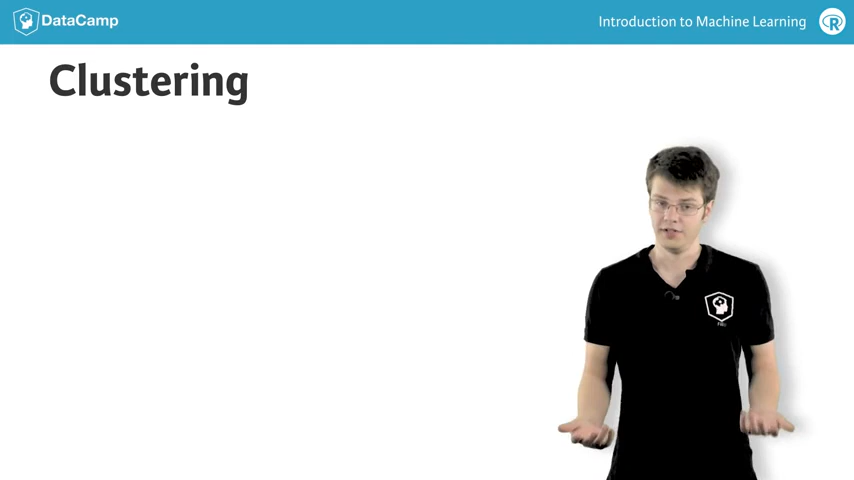 DataCamp
Introduction to Machine Learning
R
Clustering